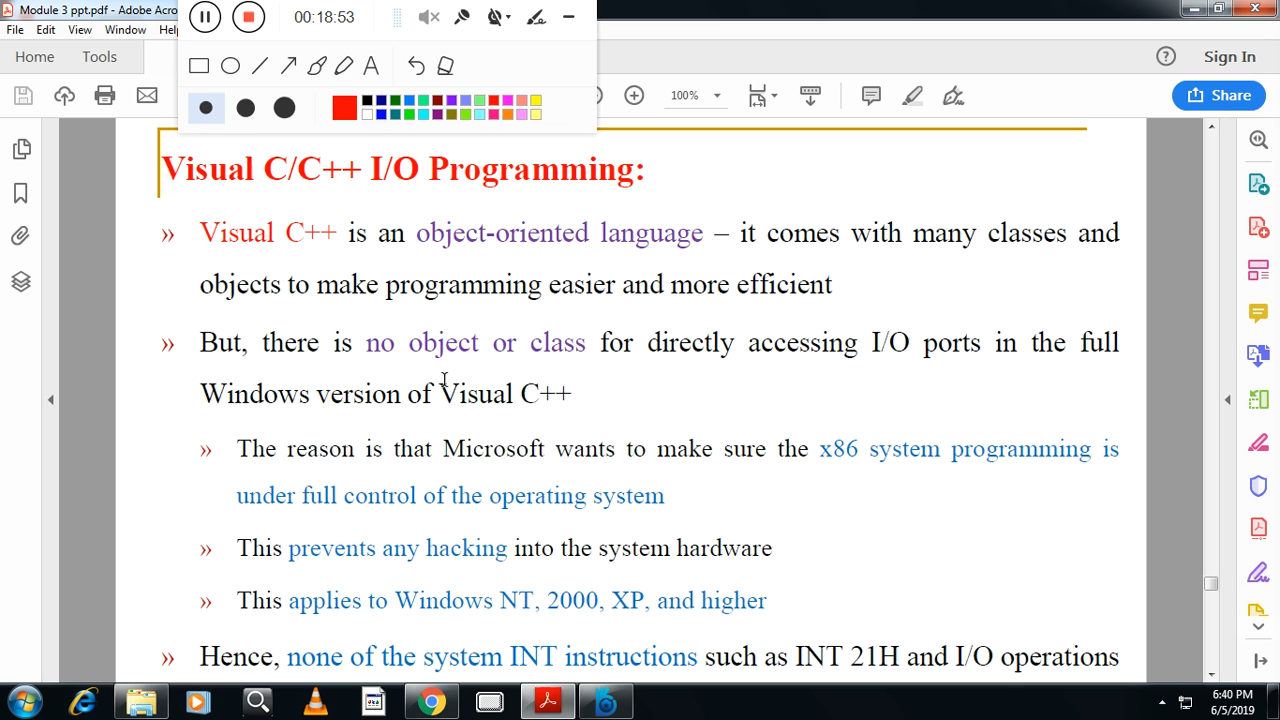 Module 3 ppt.pdf - Adobe Acro
00:18:53
File Edit View Window Help
Home Tools
Sign In
A
100%
Share
Visual C/C++ I/O Programming:
» Visual C++ is an object-oriented language – it comes with many classes and
objects to make programming easier and more efficient
» But, there is no object or class for directly accessing I/O ports in the full
Windows version of Visual C++
» The reason is that Microsoft wants to make sure the x86 system programming is
under full control of the operating system
» This prevents any hacking into the system hardware
» This applies to Windows NT, 2000, XP, and higher
» Hence, none of the system INT instructions such as INT 21H and I/O operations
6:40 PM
6/5/2019